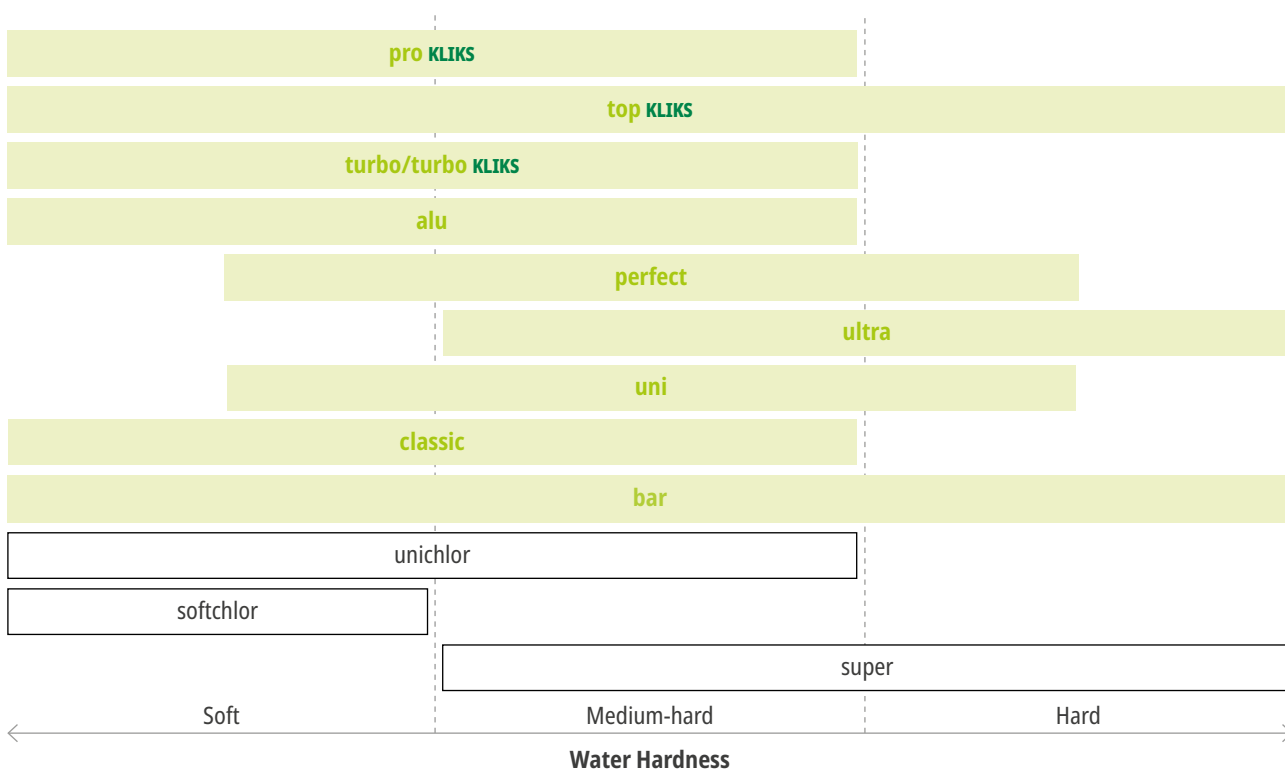 pro KLIKS
top KLIKS
turbo/turbo KLIKS
alu
perfect
ultra
uni
classic
bar
unichlor
softchlor
super
Soft Medium-hard Hard
Water Hardness